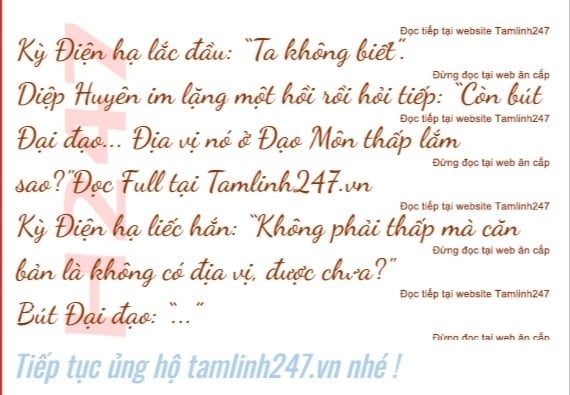 Đọc tiếp tại website Tamlinh247
Kỳ Điện hạ lắc đầu: “Ta không biết”.
Đừng đọc tại web ăn cắp
Diệp Huyên im lặng một hồi rồi hỏi tiếp: “Còn bút
Đọc tiếp tại website Tamlinh247
Đại đạo... Địa vị nó ở Đạo Môn thấp lắm
Đừng đọc tại web ăn cắp
sao?”Đọc Full tại Tamlinh247.vn
Đọc tiếp tại website Tamlinh247
Kỳ Điện hạ liếc hắn: “Không phải thấp mà căn
Đừng đọc tại web ăn cắp
bản là không có địa vị, được chưa?”
Đọc tiếp tại website Tamlinh247
Bút Đại đạo: “...“
Đừng đọc tại web ăn cắp
Tiếp tục ủng hộ tamlinh247.vn nhé !
H247